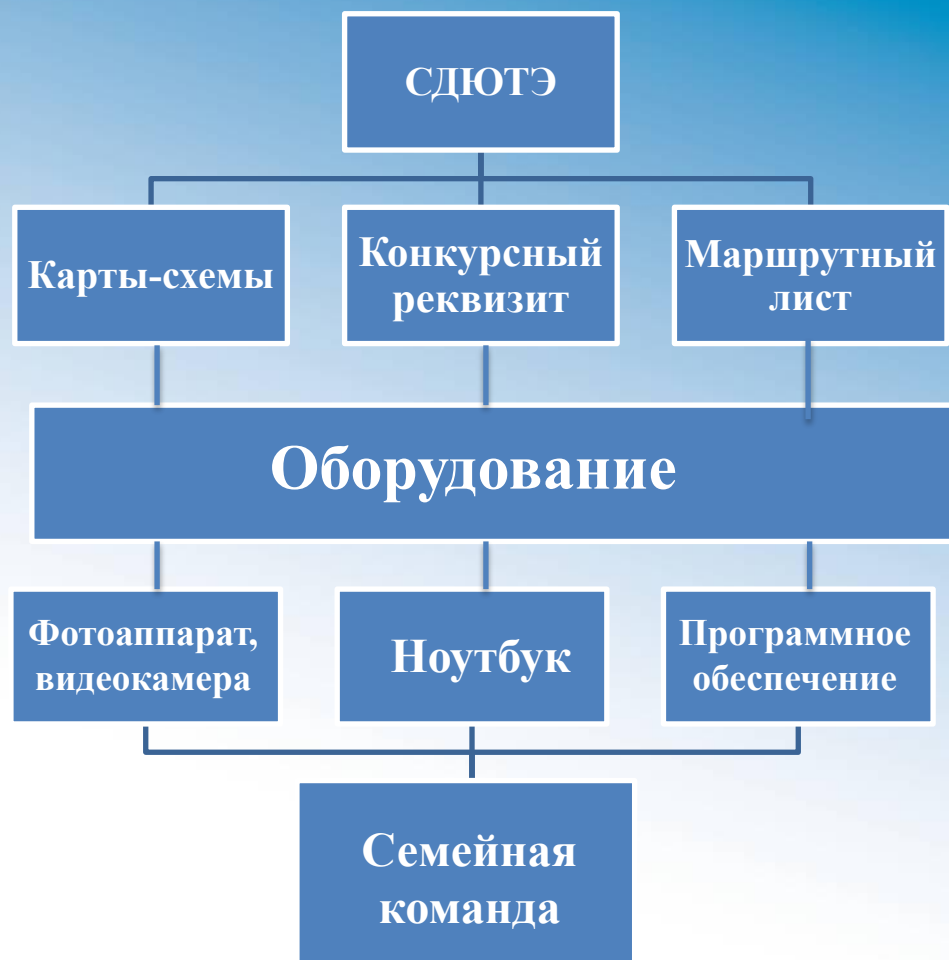 СДЮТЭ
Карты-схемы
Конкурсный
реквизит
Маршрутный
лист
Оборудование
Фотоаппарат,
видеокамера
Ноутбук
Программное
обеспечение
Семейная
команда